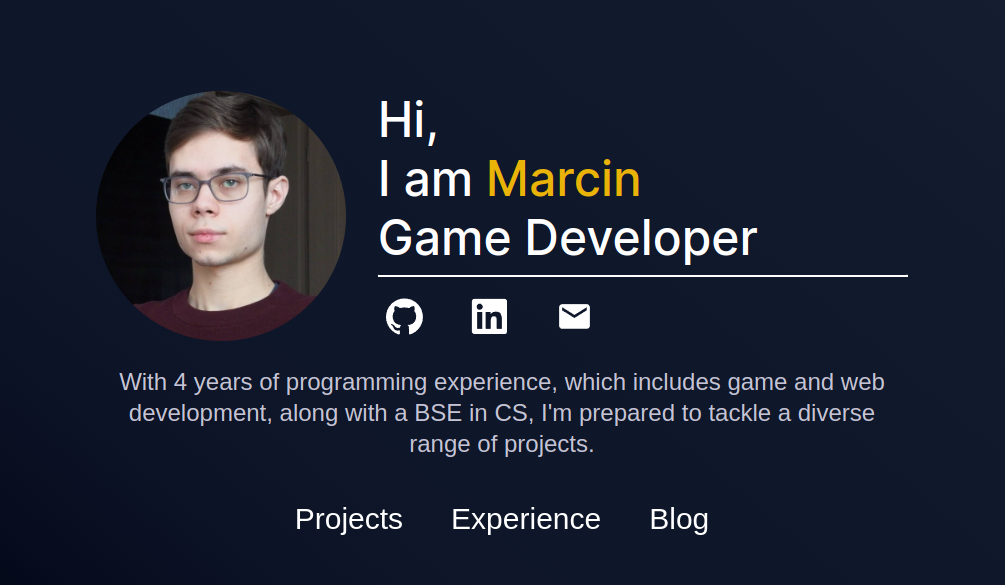 Hi,
I am Marcin
Game Developer
in
With 4 years of programming experience, which includes game and web
development, along with a BSE in CS, I'm prepared to tackle a diverse
range of projects.
Projects Experience Blog